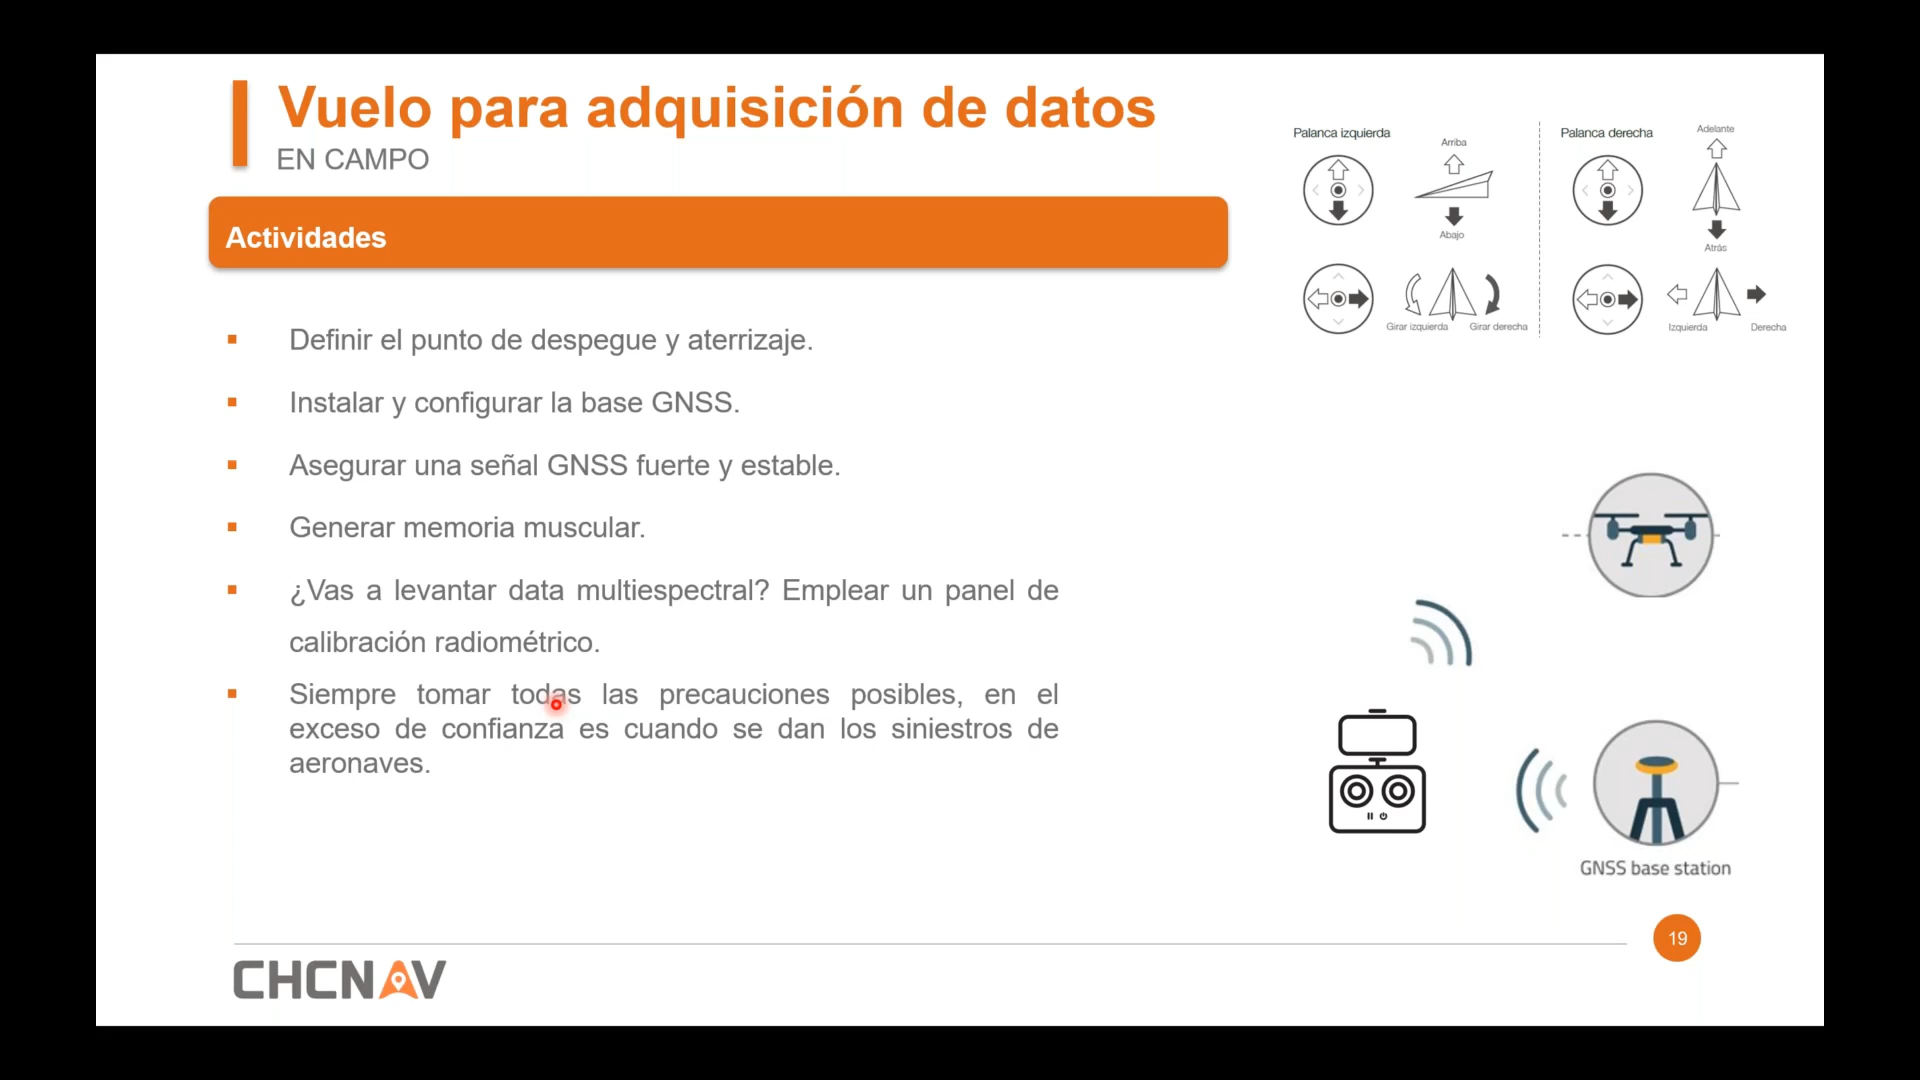 Vuelo para adquisición de datos
EN CAMPO
Actividades
Definir el punto de despegue y aterrizaje.
Instalar y configurar la base GNSS.
Asegurar una señal GNSS fuerte y estable.
Generar memoria muscular.
¿Vas a levantar data multiespectral? Emplear un panel de
calibración radiométrico.
Siempre tomar todas las precauciones posibles, en el
exceso de confianza es cuando se dan los siniestros de
aeronaves.
Palanca izquierda
Arriba
Abajo
Girar izquierda
Girar derecha
Palanca derecha
Adelante
Atrás
Izquierda
Derecha
GNSS base station
19
CHCNAV